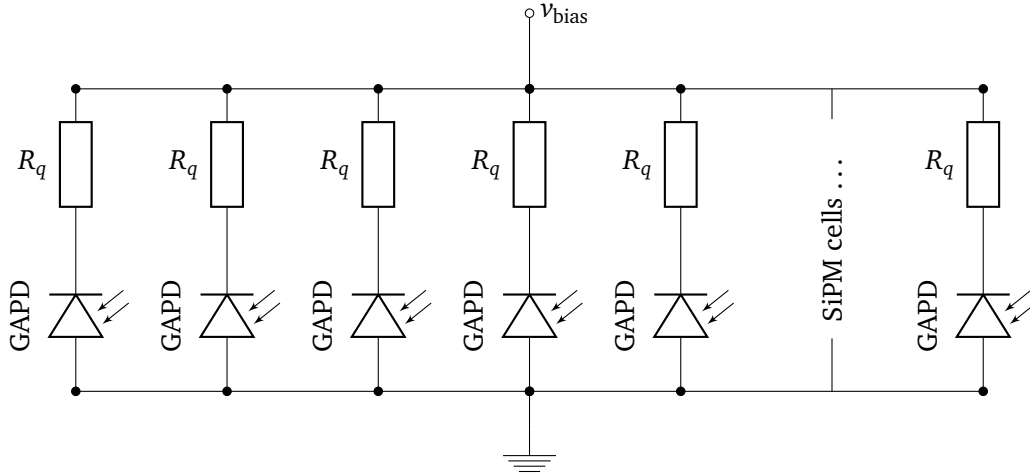 v_bias
R_q
R_q
R_q
R_q
R_q
R_q
GAPD
GAPD
GAPD
GAPD
GAPD
SiPM cells ...
GAPD